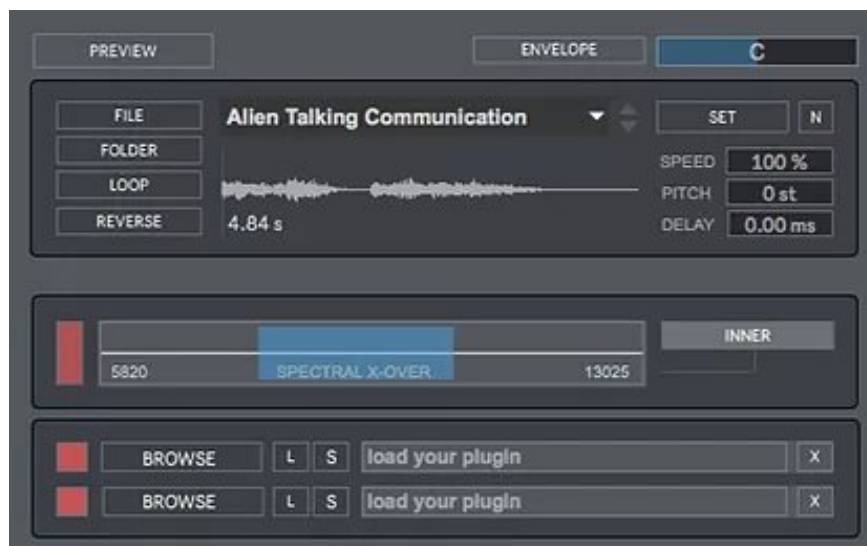 PREVIEW ENVELOPE C
FILE Alien Talking Communication SET N
FOLDER SPEED 100 %
LOOP PITCH 0 st
REVERSE 4.84 s DELAY 0.00 ms
INNER
5820 SPECTRAL X-OVER 13025
BROWSE L S load your plugin X
BROWSE L S load your plugin X